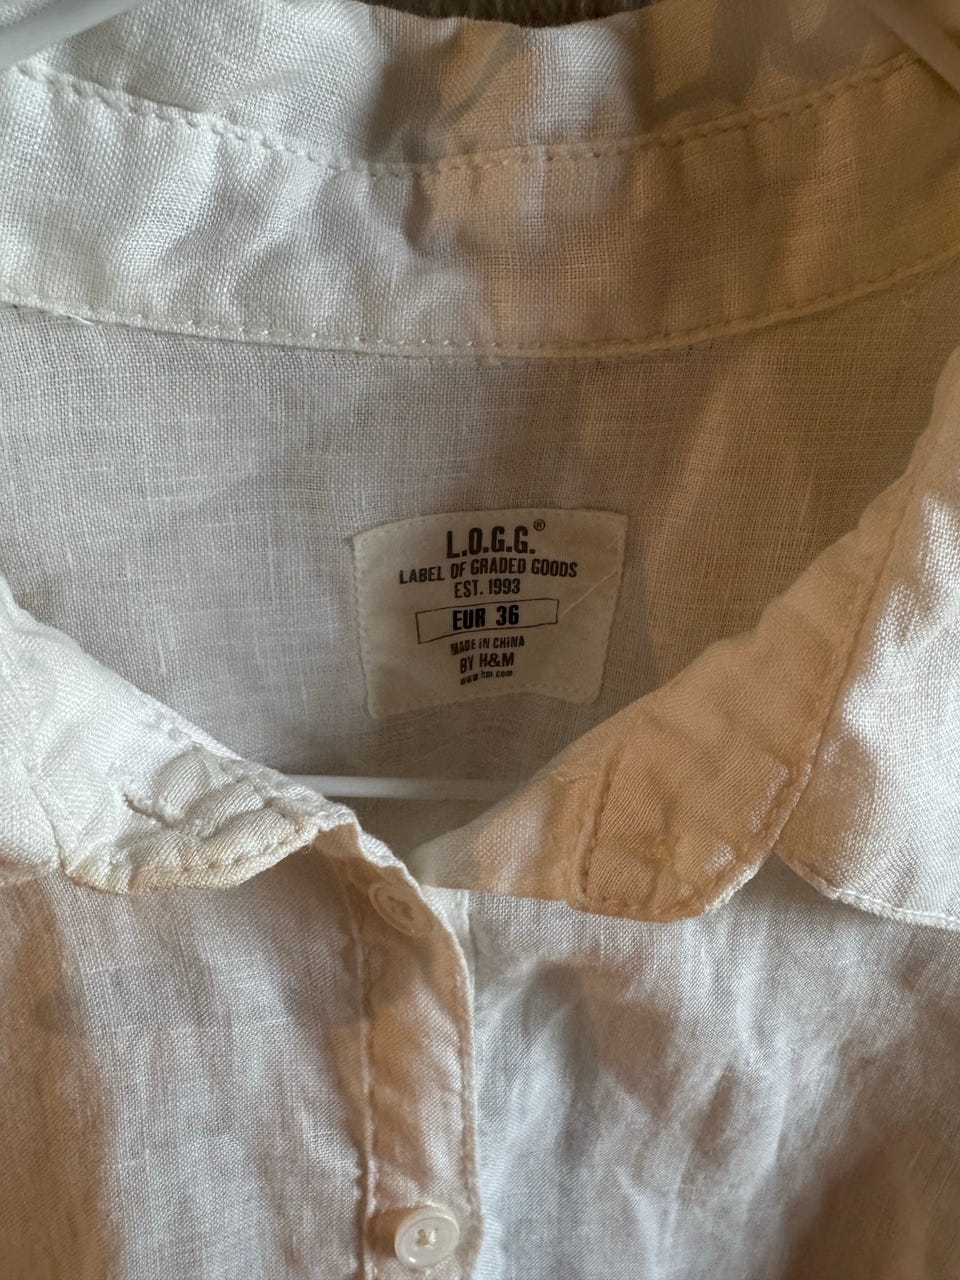 L.O.G.G.®
LABEL OF GRADED GOODS
EST. 1993
EUR 36
MADE IN CHINA
BY H&M
www.hm.com